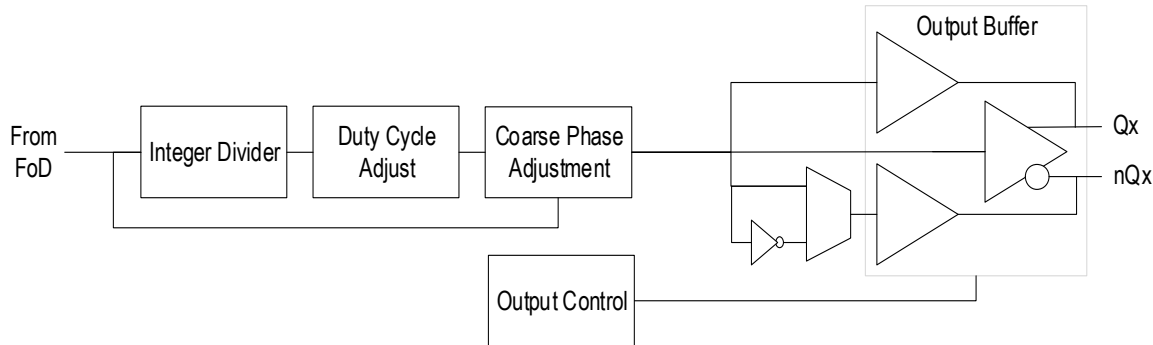 Output Buffer
From
FoD
Integer Divider
Duty Cycle
Adjust
Coarse Phase
Adjustment
Qx
nQx
Output Control